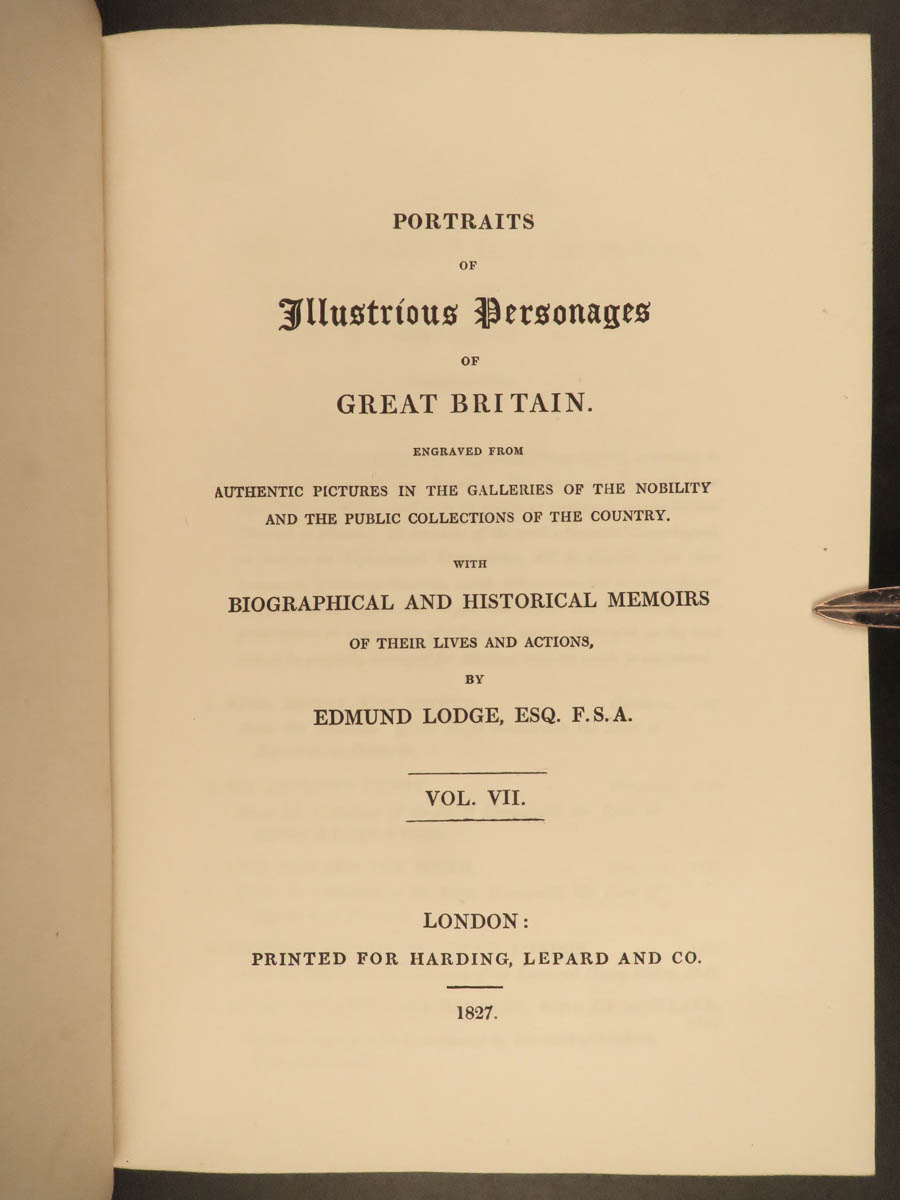 PORTRAITS
OF
Illustrious Personages
OF
GREAT BRITAIN.
ENGRAVED FROM
AUTHENTIC PICTURES IN THE GALLERIES OF THE NOBILITY
AND THE PUBLIC COLLECTIONS OF THE COUNTRY.
WITH
BIOGRAPHICAL AND HISTORICAL MEMOIRS
OF THEIR LIVES AND ACTIONS,
BY
EDMUND LODGE, ESQ. F.S.A.
VOL. VII.
LONDON:
PRINTED FOR HARDING, LEPARD AND CO.
1827.